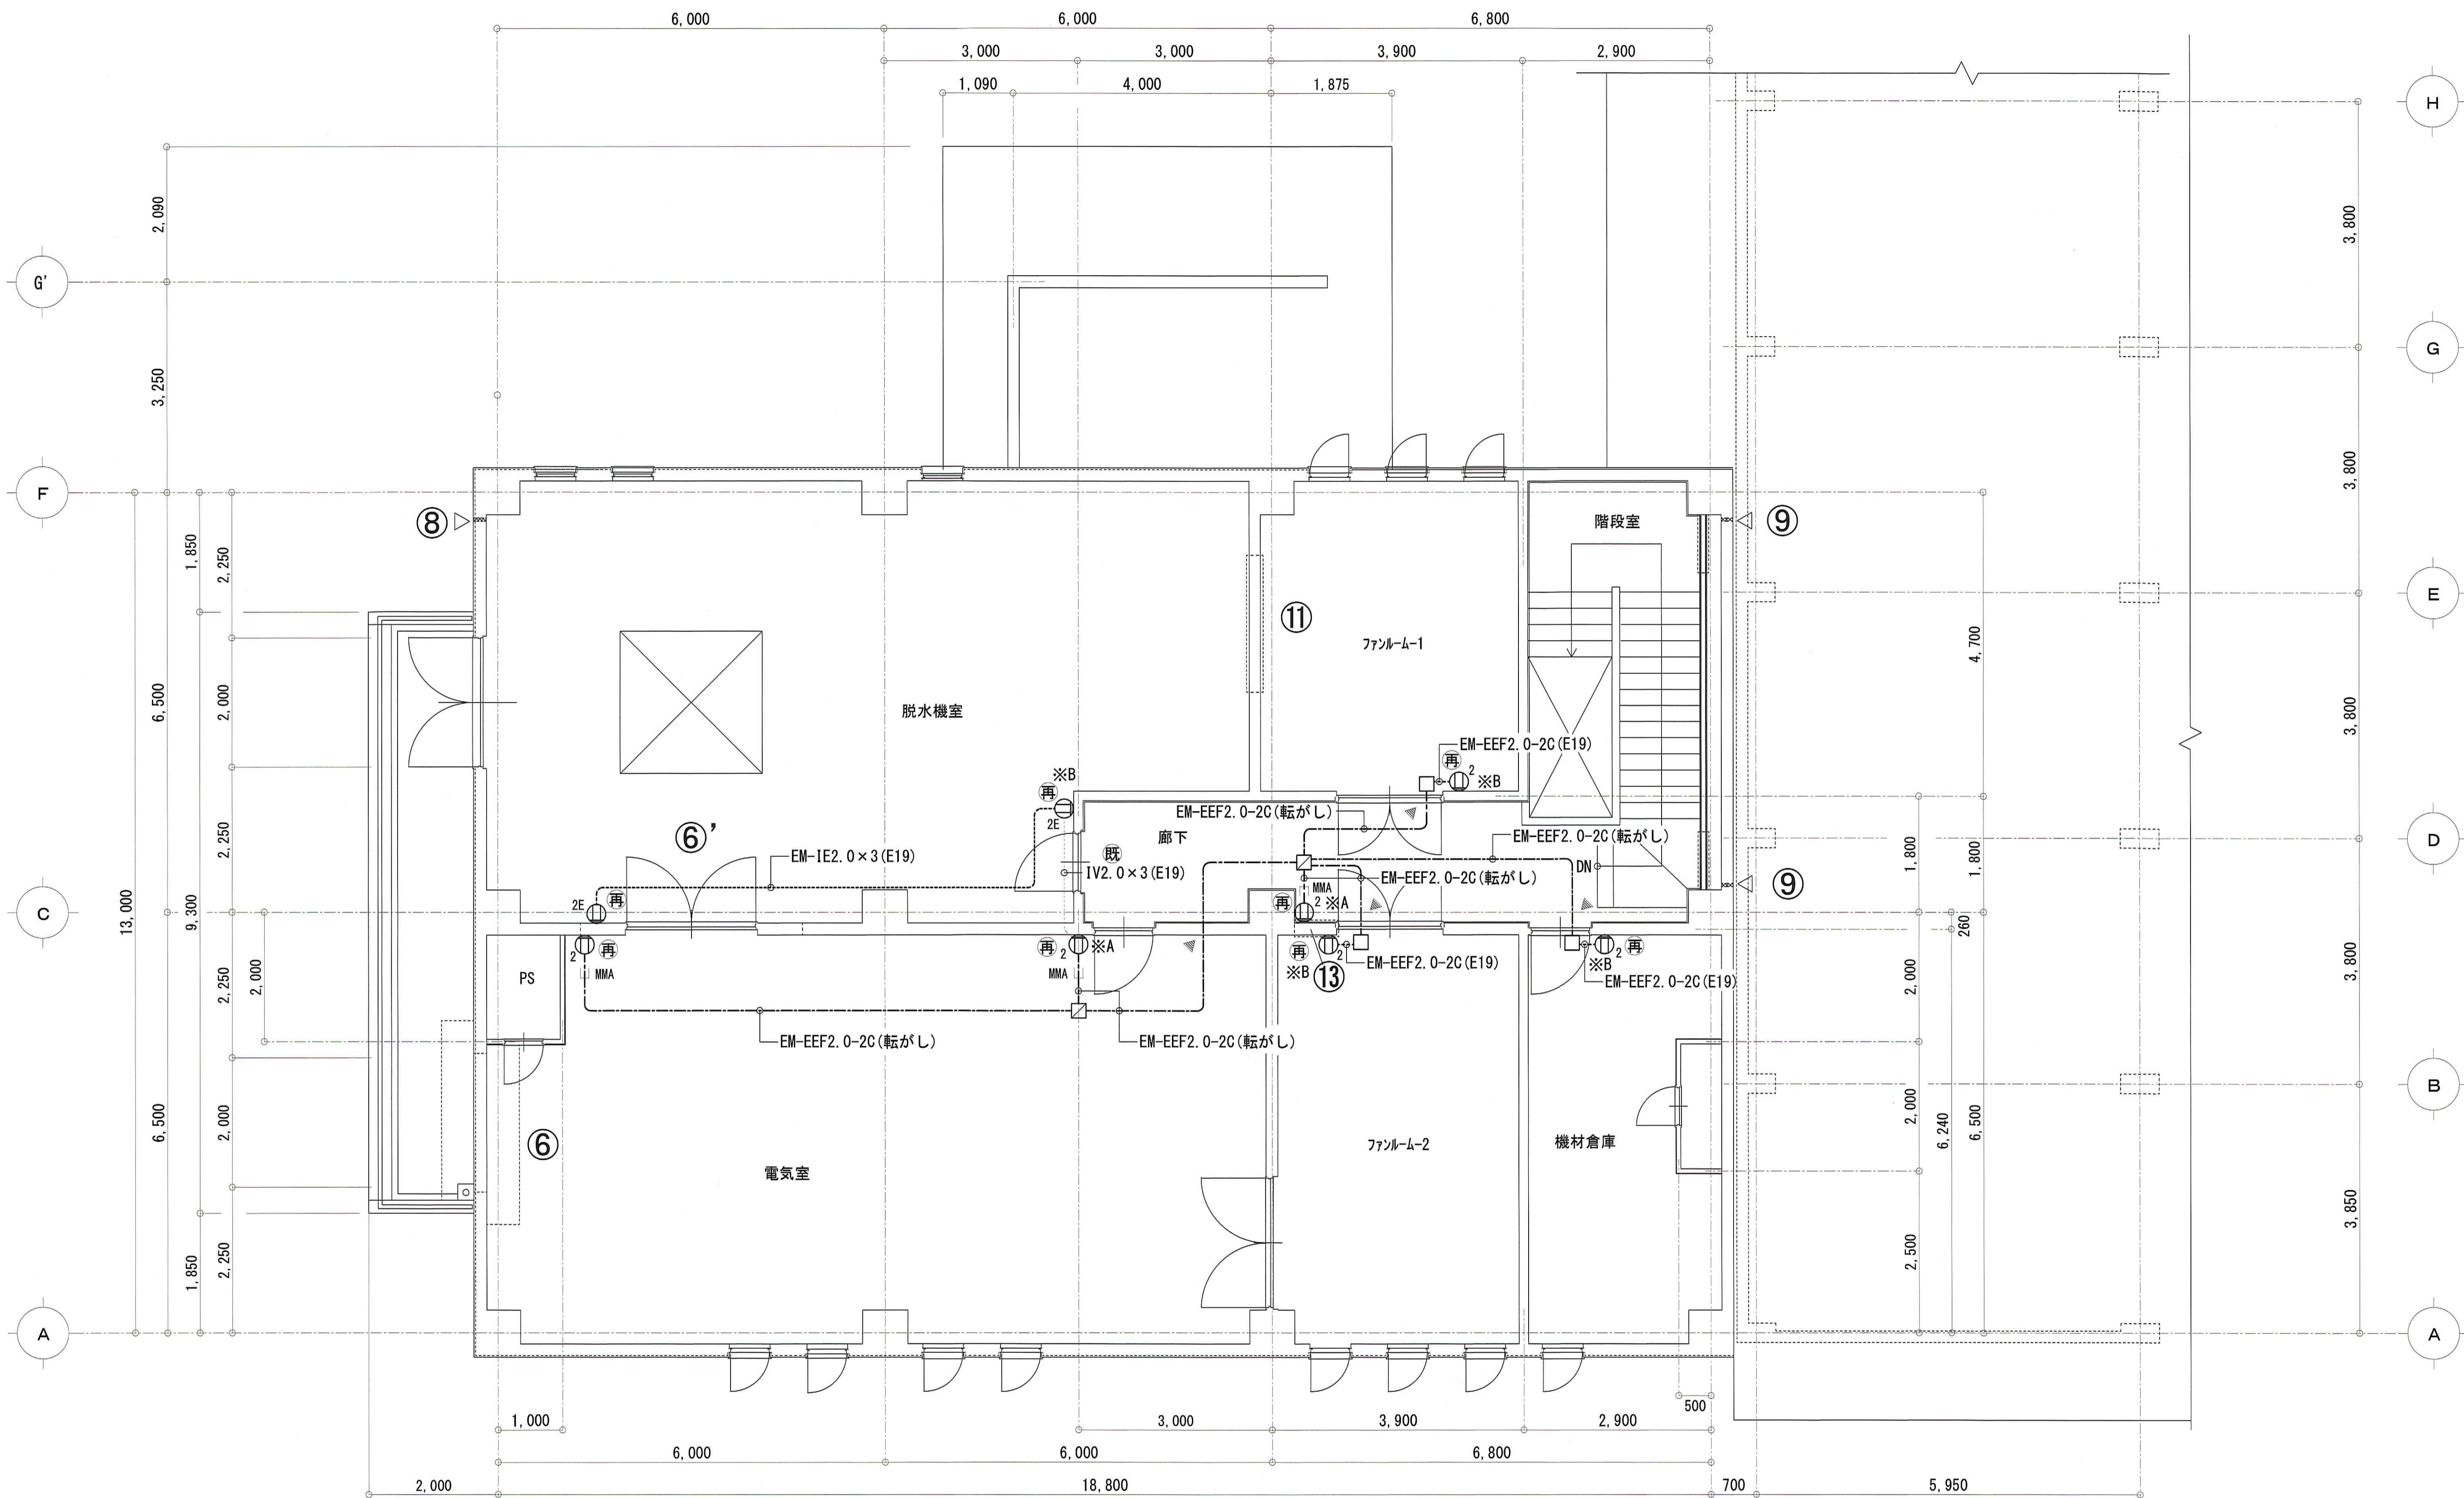 6,000
6,000
6,800
3,000
3,000
3,900
2,900
1,090
4,000
1,875
H
2,090
3,800
G'
G
3,250
3,800
F
⑧
⑨
階段室
1,850
2,250
E
⑪
ファンルーム-1
4,700
6,500
2,000
脱水機室
3,800
EM-EEF2.0-2C(E19)
再
2
※B
※B
再
2E
EM-EEF2.0-2C(転がし)
⑥'
廊下
EM-EEF2.0-2C(転がし)
2,250
1,800
1,800
D
EM-IE2.0×3(E19)
既
IV2.0×3(E19)
DN
EM-EEF2.0-2C(転がし)
MMA
⑨
13,000
9,300
2E
再
再
2
※A
C
260
2
再
MMA
再
2
※A
MMA
再
2
※B
⑬
EM-EEF2.0-2C(E19)
2
再
※B
EM-EEF2.0-2C(E19)
PS
2,250
2,000
2,000
3,800
EM-EEF2.0-2C(転がし)
EM-EEF2.0-2C(転がし)
B
6,500
2,000
⑥
電気室
ファンルーム-2
機材倉庫
2,000
6,240
6,500
3,850
1,850
2,250
2,500
A
A
500
1,000
3,000
3,900
2,900
6,000
6,000
6,800
2,000
18,800
700
5,950